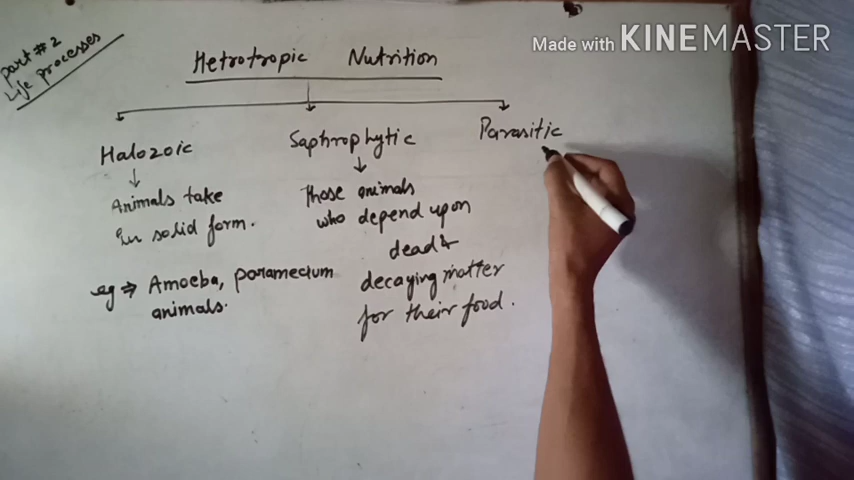 Part # 2
Life processes
Made with KINEMASTER
Hetrotropic Nutrition
Halozoic
Animals take
in solid form.
eg ⇒ Amoeba, paramecium
animals.
Saphrophytic
Those animals
who depend upon
dead &
decaying matter
for their food.
Parasitic